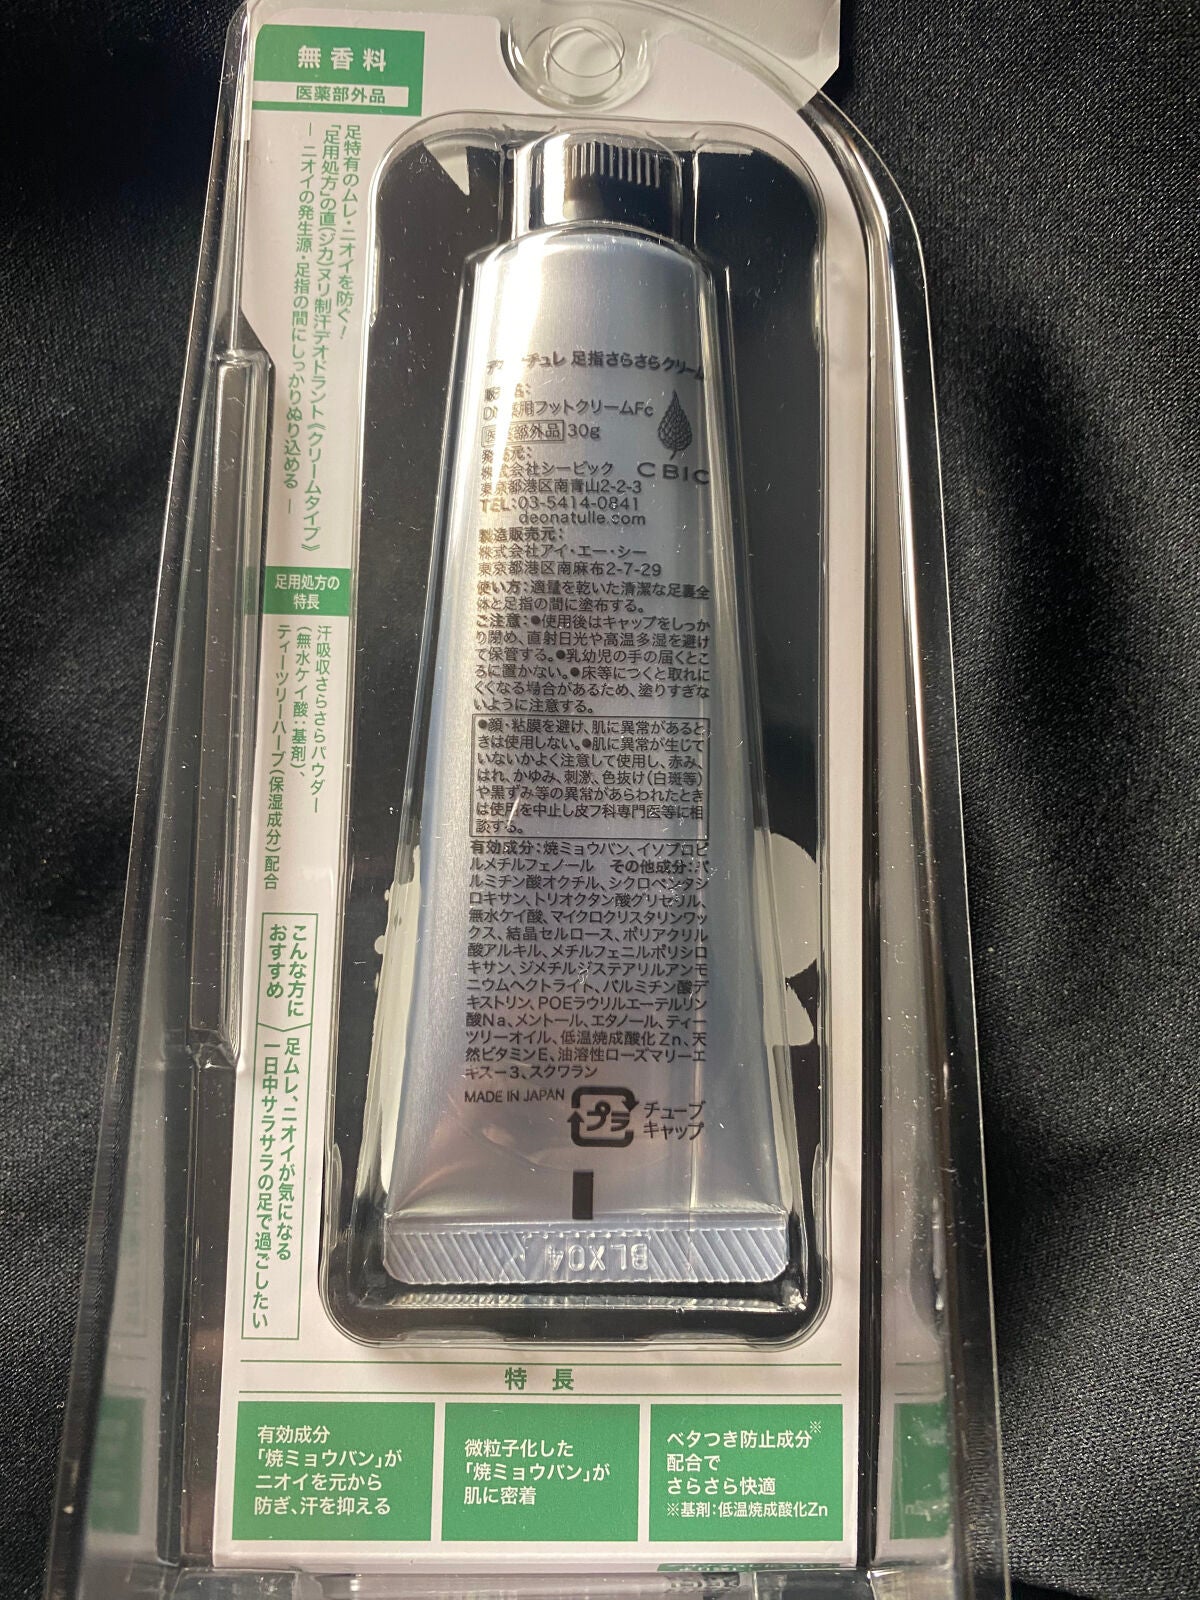 無香料
医薬部外品
足特有のムレ・ニオイを防ぐ!
「足用処方」の直(ジカ)ヌリ制汗デオドラント《クリームタイプ》
― ニオイの発生源・足指の間にしっかりぬり込める ―
足用処方の
特長
汗吸収さらさらパウダー
(無水ケイ酸:基剤)、
ティーツリーハーブ(保湿成分)配合
こんな方に
おすすめ
足ムレ、ニオイが気になる
一日中サラサラの足で過ごしたい
チュレ 足指さらさらクリーム
名:
薬用フットクリームFc
医薬部外品 30g
発売元:
株式会社シービック
CBIC
東京都港区南青山2-2-3
TEL:03-5414-0841
deonatulle.com
製造販売元:
株式会社アイ・エー・シー
東京都港区南麻布2-7-29
使い方:適量を乾いた清潔な足裏全
体と足指の間に塗布する。
ご注意:●使用後はキャップをしっか
り閉め、直射日光や高温多湿を避け
て保管する。●乳幼児の手の届くとこ
ろに置かない。●床等につくと取れに
くくなる場合があるため、塗りすぎな
いように注意する。
●顔・粘膜を避け、肌に異常があると
きは使用しない。●肌に異常が生じて
いないかよく注意して使用し、赤み、
はれ、かゆみ、刺激、色抜け(白斑等)
や黒ずみ等の異常があらわれたとき
は使用を中止し皮フ科専門医等に相
談する。
有効成分:焼ミョウバン、イソプロピ
ルメチルフェノール その他成分:パ
ルミチン酸オクチル、シクロペンタシ
ロキサン、トリオクタン酸グリセリル、
無水ケイ酸、マイクロクリスタリンワッ
クス、結晶セルロース、ポリアクリル
酸アルキル、メチルフェニルポリシロ
キサン、ジメチルジステアリルアンモ
ニウムヘクトライト、パルミチン酸デ
キストリン、POEラウリルエーテルリン
酸Na、メントール、エタノール、ティー
ツリーオイル、低温焼成酸化Zn、天
然ビタミンE、油溶性ローズマリーエ
キス-3、スクワラン
MADE IN JAPAN
プラ
チューブ
キャップ
BLX04
特長
有効成分
「焼ミョウバン」が
ニオイを元から
防ぎ、汗を抑える
微粒子化した
「焼ミョウバン」が
肌に密着
ベタつき防止成分※
配合で
さらさら快適
※基剤:低温焼成酸化Zn